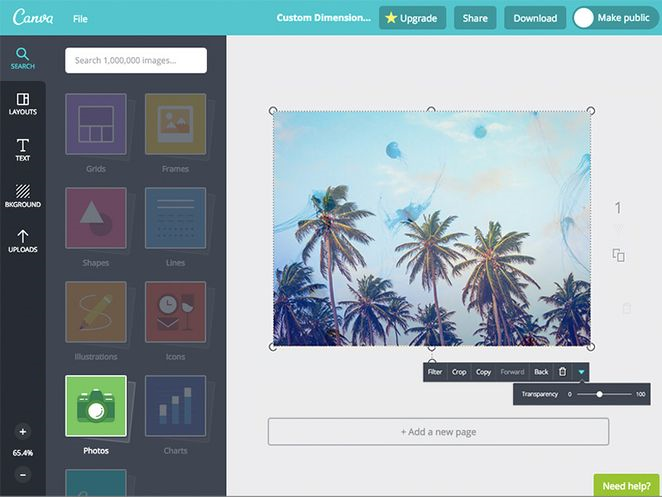 Canva
File
Custom Dimension...
Upgrade
Share
Download
Make public
SEARCH
LAYOUTS
TEXT
BKGROUND
UPLOADS
65.4%
Search 1,000,000 images...
Grids
Frames
Shapes
Lines
Illustrations
Icons
Photos
Charts
Canva
1
Filter Crop Copy Forward Back
Transparency 0 100
+ Add a new page
Need help?